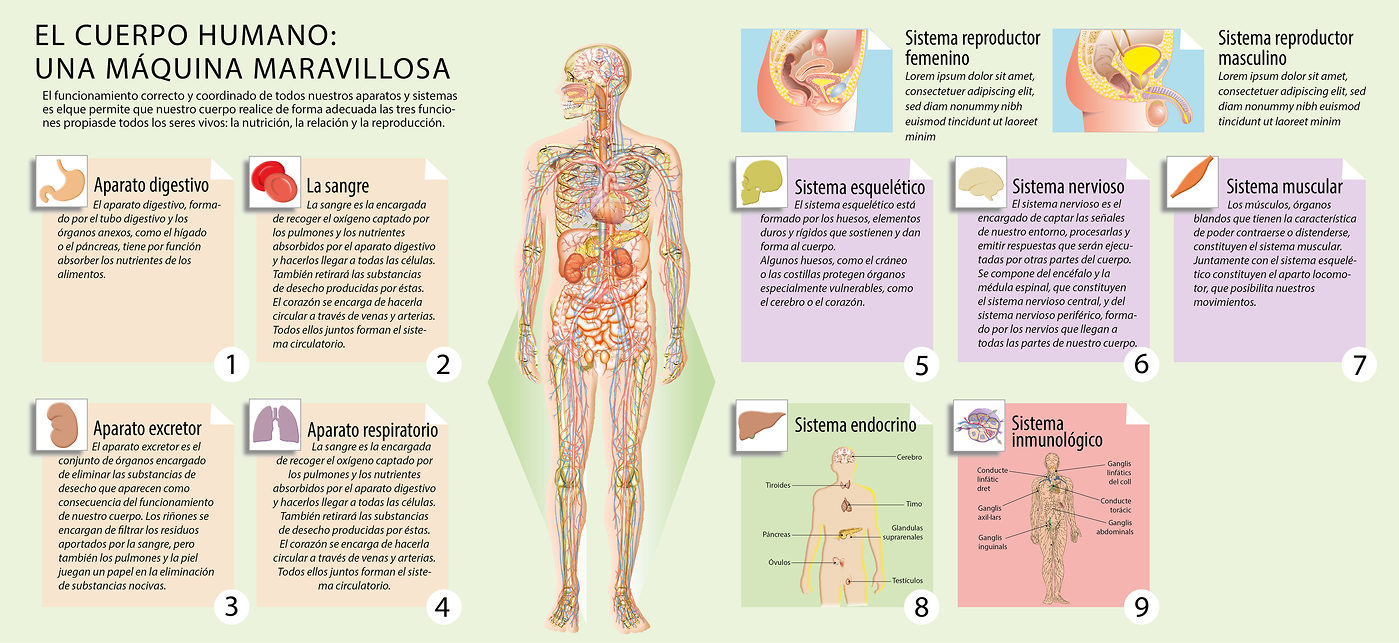 EL CUERPO HUMANO:
UNA MÁQUINA MARAVILLOSA
El funcionamiento correcto y coordinado de todos nuestros aparatos y sistemas
es elque permite que nuestro cuerpo realice de forma adecuada las tres funcio-
nes propiasde todos los seres vivos: la nutrición, la relación y la reproducción.
Sistema reproductor
femenino
Lorem ipsum dolor sit amet,
consectetuer adipiscing elit,
sed diam nonummy nibh
euismod tincidunt ut laoreet
minim
Sistema reproductor
masculino
Lorem ipsum dolor sit amet,
consectetuer adipiscing elit, sed
diam nonummy nibh euismod
tincidunt ut laoreet minim
Aparato digestivo
El aparato digestivo, forma-
do por el tubo digestivo y los
órganos anexos, como el hígado
o el páncreas, tiene por función
absorber los nutrientes de los
alimentos.
1
La sangre
La sangre es la encargada
de recoger el oxígeno captado por
los pulmones y los nutrientes
absorbidos por el aparato digestivo
y hacerlos llegar a todas las células.
También retirará las substancias
de desecho producidas por éstas.
El corazón se encarga de hacerla
circular a través de venas y arterias.
Todos ellos juntos forman el siste-
ma circulatorio.
2
Aparato excretor
El aparato excretor es el
conjunto de órganos encargado
de eliminar las substancias de
desecho que aparecen como
consecuencia del funcionamiento
de nuestro cuerpo. Los riñones se
encargan de filtrar los residuos
aportados por la sangre, pero
también los pulmones y la piel
juegan un papel en la eliminación
de substancias nocivas.
3
Aparato respiratorio
La sangre es la encargada
de recoger el oxígeno captado por
los pulmones y los nutrientes
absorbidos por el aparato digestivo
y hacerlos llegar a todas las células.
También retirará las substancias
de desecho producidas por éstas.
El corazón se encarga de hacerla
circular a través de venas y arterias.
Todos ellos juntos forman el siste-
ma circulatorio.
4
Sistema esquelético
El sistema esquelético está
formado por los huesos, elementos
duros y rígidos que sostienen y dan
forma al cuerpo.
Algunos huesos, como el cráneo
o las costillas protegen órganos
especialmente vulnerables, como
el cerebro o el corazón.
5
Sistema nervioso
El sistema nervioso es el
encargado de captar las señales
de nuestro entorno, procesarlas y
emitir respuestas que serán ejecu-
tadas por otras partes del cuerpo.
Se compone del encéfalo y la
médula espinal, que constituyen
el sistema nervioso central, y del
sistema nervioso periférico, forma-
do por los nervios que llegan a
todas las partes de nuestro cuerpo.
6
Sistema muscular
Los músculos, órganos
blandos que tienen la característica
de poder contraerse o distenderse,
constituyen el sistema muscular.
Juntamente con el sistema esquelé-
tico constituyen el aparto locomo-
tor, que posibilita nuestros
movimientos.
7
Sistema endocrino
Cerebro
Tiroides
Timo
Páncreas
Glandulas
suprarenales
Óvulos
Testículos
8
Sistema
inmunológico
Conducte
linfàtic
dret
Ganglis
linfàtics
del coll
Ganglis
axil·lars
Conducte
toràcic
Ganglis
inguinals
Ganglis
abdominals
9